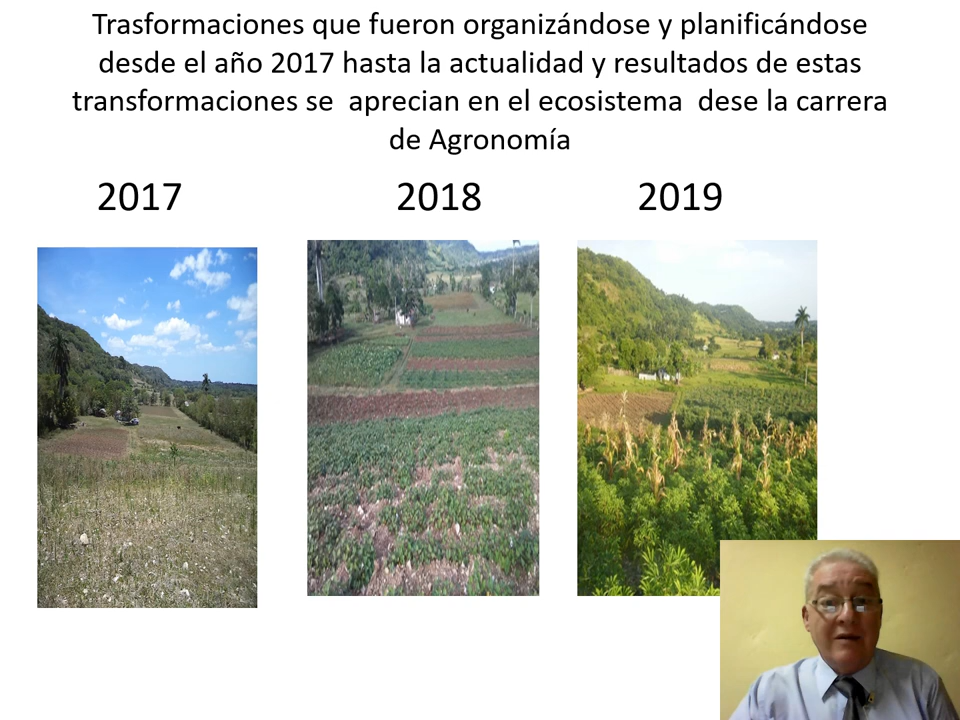 Trasformaciones que fueron organizándose y planificándose
desde el año 2017 hasta la actualidad y resultados de estas
transformaciones se  aprecian en el ecosistema  dese la carrera
de Agronomía
2017 2018 2019